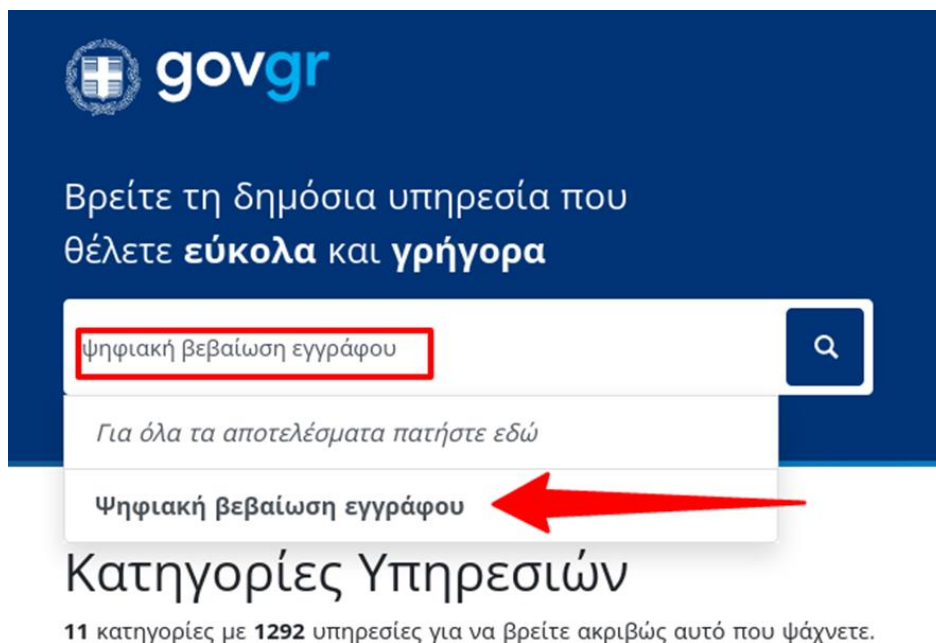 govgr
Βρείτε τη δημόσια υπηρεσία που
θέλετε εύκολα και γρήγορα
ψηφιακή βεβαίωση εγγράφου
Για όλα τα αποτελέσματα πατήστε εδώ
Ψηφιακή βεβαίωση εγγράφου
Κατηγορίες Υπηρεσιών
11 κατηγορίες με 1292 υπηρεσίες για να βρείτε ακριβώς αυτό που ψάχνετε.